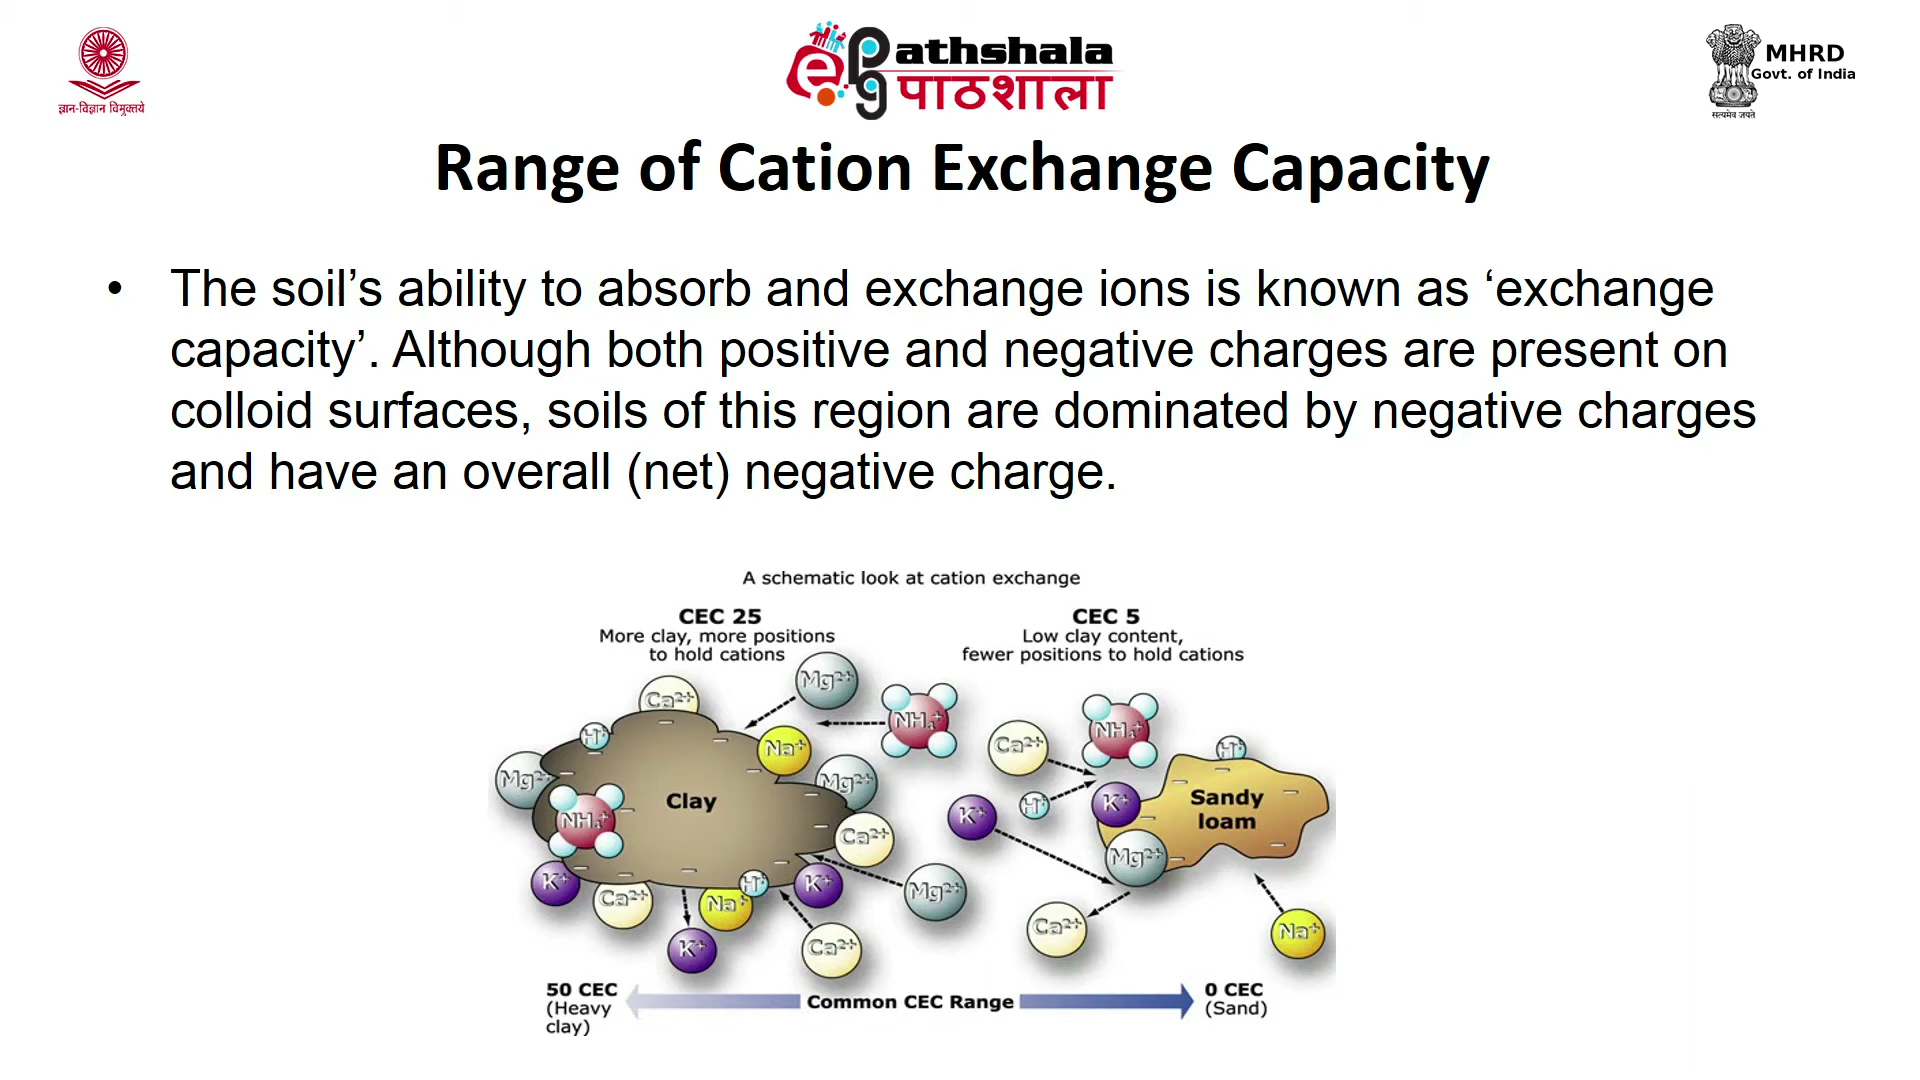 ज्ञान-विज्ञान विमुक्तये
e
pg
athshala
पाठशाला
MHRD
Govt. of India
सत्यमेव जयते
Range of Cation Exchange Capacity
• The soil’s ability to absorb and exchange ions is known as ‘exchange
capacity’. Although both positive and negative charges are present on
colloid surfaces, soils of this region are dominated by negative charges
and have an overall (net) negative charge.
A schematic look at cation exchange
CEC 25
More clay, more positions
to hold cations
CEC 5
Low clay content,
fewer positions to hold cations
Ca²⁺
Mg²⁺
NH₄⁺
H⁺
Na⁺
Mg²⁺
Mg²⁺
Clay
NH₄⁺
Ca²⁺
K⁺
Ca²⁺
Na⁺
H⁺
K⁺
Mg²⁺
K⁺
Ca²⁺
NH₄⁺
Ca²⁺
H⁺
H⁺
K⁺
K⁺
Sandy
loam
Mg²⁺
Ca²⁺
Na⁺
50 CEC
(Heavy
clay)
Common CEC Range
0 CEC
(Sand)